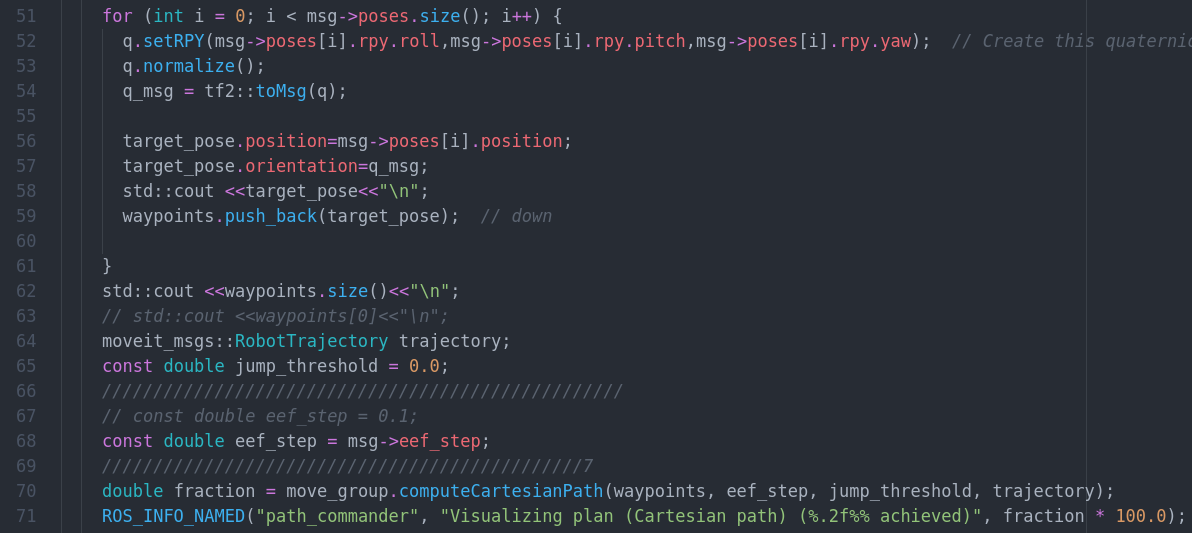 51 for (int i = 0; i < msg->poses.size(); i++) {
52 q.setRPY(msg->poses[i].rpy.roll,msg->poses[i].rpy.pitch,msg->poses[i].rpy.yaw); // Create this
53 q.normalize();
54 q_msg = tf2::toMsg(q);
55
56 target_pose.position=msg->poses[i].position;
57 target_pose.orientation=q_msg;
58 std::cout <<target_pose<<"\n";
59 waypoints.push_back(target_pose); // down
60
61 }
62 std::cout <<waypoints.size()<<"\n";
63 // std::cout <<waypoints[0]<<"\n";
64 moveit_msgs::RobotTrajectory trajectory;
65 const double jump_threshold = 0.0;
66 ///////////////////////////////////////////////////
67 // const double eef_step = 0.1;
68 const double eef_step = msg->eef_step;
69 ///////////////////////////////////////////////7
70 double fraction = move_group.computeCartesianPath(waypoints, eef_step, jump_threshold, trajectory);
71 ROS_INFO_NAMED("path_commander", "Visualizing plan (Cartesian path) (%.2f%% achieved)", fraction * 100.0);